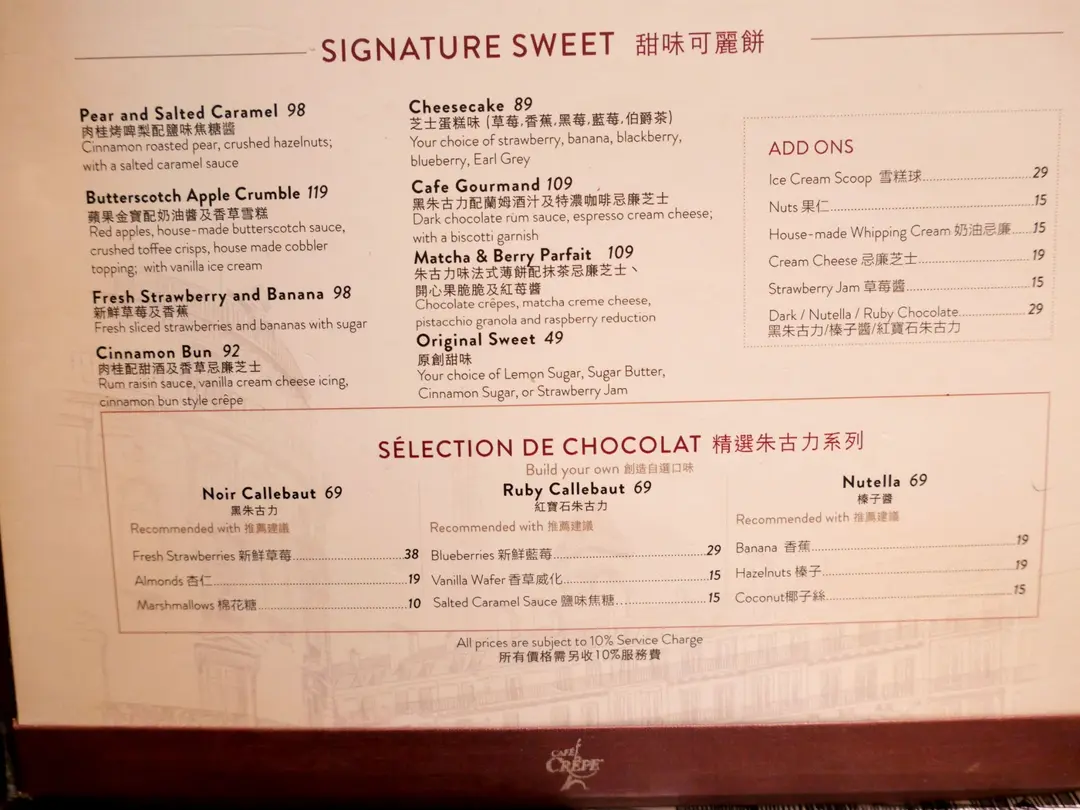 SIGNATURE SWEET 甜味可麗餅
Pear and Salted Caramel 98
肉桂烤啤梨配鹽味焦糖醬
Cinnamon roasted pear, crushed hazelnuts;
with a salted caramel sauce
Butterscotch Apple Crumble 119
蘋果金寶配奶油醬及香草雪糕
Red apples, house-made butterscotch sauce,
crushed toffee crisps, house made cobbler
topping; with vanilla ice cream
Fresh Strawberry and Banana 98
新鮮草莓及香蕉
Fresh sliced strawberries and bananas with sugar
Cinnamon Bun 92
肉桂配甜酒及香草忌廉芝士
Rum raisin sauce, vanilla cream cheese icing,
cinnamon bun style crêpe
Cheesecake 89
芝士蛋糕味 (草莓,香蕉,黑莓,藍莓,伯爵茶)
Your choice of strawberry, banana, blackberry,
blueberry, Earl Grey
Cafe Gourmand 109
黑朱古力配蘭姆酒汁及特濃咖啡忌廉芝士
Dark chocolate rum sauce, espresso cream cheese;
with a biscotti garnish
Matcha & Berry Parfait 109
朱古力味法式薄餅配抹茶忌廉芝士、
開心果脆脆及紅莓醬
Chocolate crêpes, matcha creme cheese,
pistacchio granola and raspberry reduction
Original Sweet 49
原創甜味
Your choice of Lemon Sugar, Sugar Butter,
Cinnamon Sugar, or Strawberry Jam
ADD ONS
Ice Cream Scoop 雪糕球 29
Nuts 果仁 15
House-made Whipping Cream 奶油忌廉 15
Cream Cheese 忌廉芝士 19
Strawberry Jam 草莓醬 15
Dark / Nutella / Ruby Chocolate 29
黑朱古力/榛子醬/紅寶石朱古力
SÉLECTION DE CHOCOLAT 精選朱古力系列
Build your own 創造自選口味
Noir Callebaut 69
黑朱古力
Recommended with 推薦建議
Fresh Strawberries 新鮮草莓 38
Almonds 杏仁 19
Marshmallows 棉花糖 10
Ruby Callebaut 69
紅寶石朱古力
Recommended with 推薦建議
Blueberries 新鮮藍莓 29
Vanilla Wafer 香草威化 15
Salted Caramel Sauce 鹽味焦糖 15
Nutella 69
榛子醬
Recommended with 推薦建議
Banana 香蕉 19
Hazelnuts 榛子 19
Coconut椰子絲 15
All prices are subject to 10% Service Charge
所有價格需另收10%服務費
CAFÉ
CRÊPE